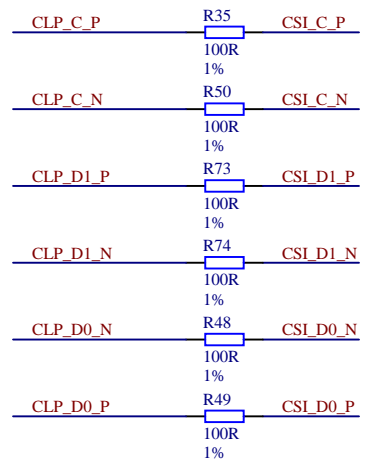 CLP_C_P R35 CSI_C_P
100R
1%
CLP_C_N R50 CSI_C_N
100R
1%
CLP_D1_P R73 CSI_D1_P
100R
1%
CLP_D1_N R74 CSI_D1_N
100R
1%
CLP_D0_N R48 CSI_D0_N
100R
1%
CLP_D0_P R49 CSI_D0_P
100R
1%